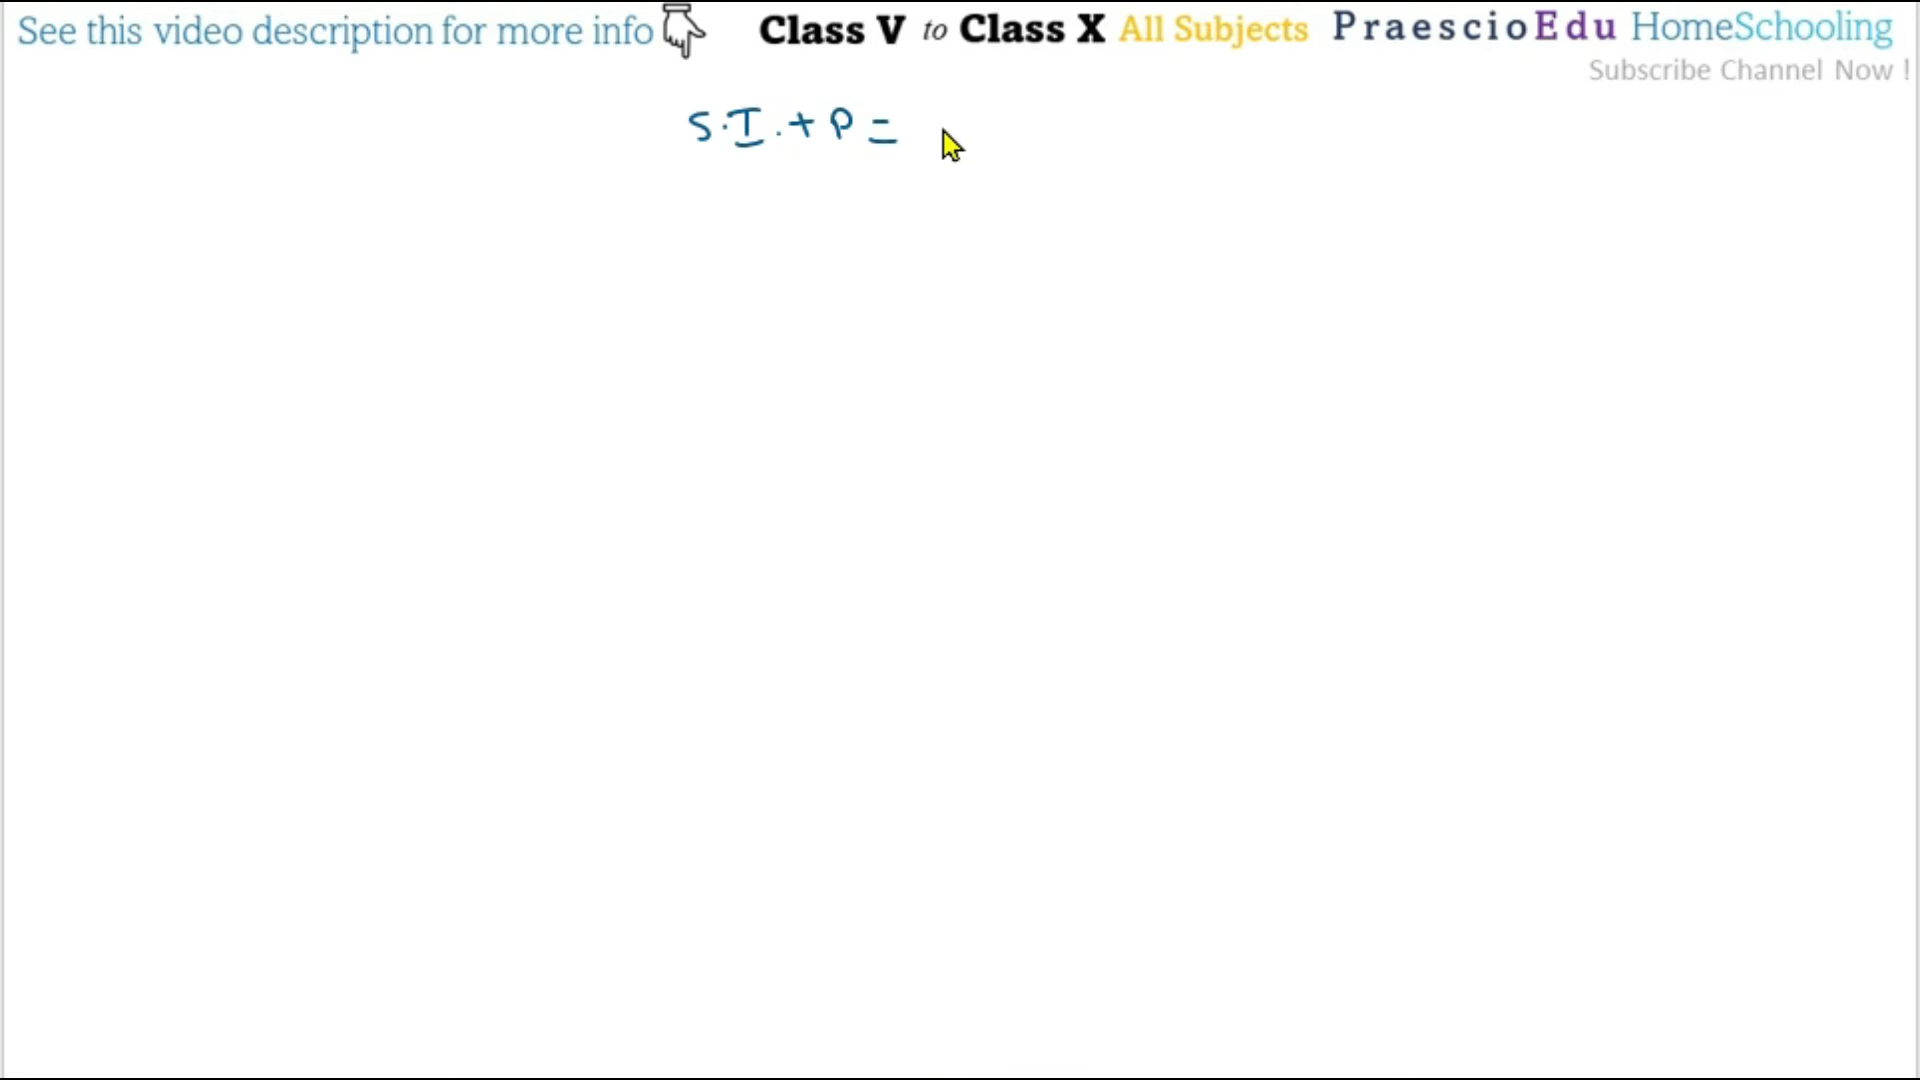 See this video description for more info Class V to Class X All Subjects PraescioEdu HomeSchooling
Subscribe Channel Now !
S.I.+P=